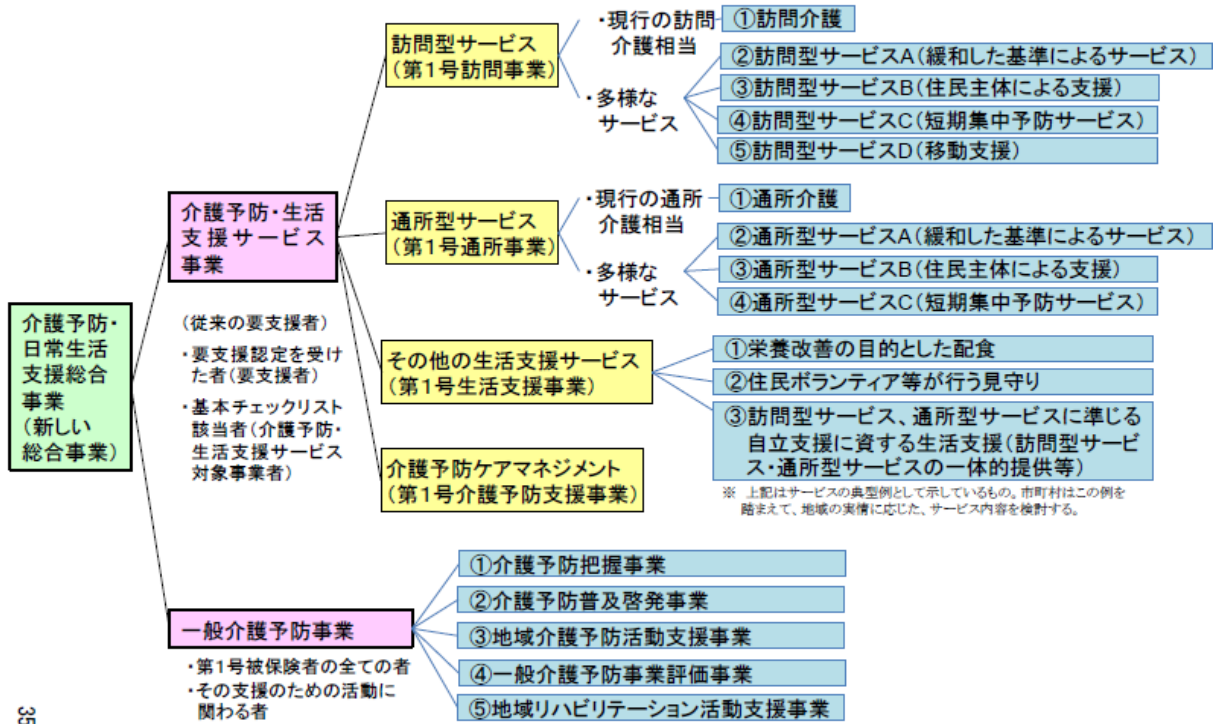 介護予防・
日常生活
支援総合
事業
(新しい
総合事業)
介護予防・生活
支援サービス
事業
(従来の要支援者)
・要支援認定を受け
た者(要支援者)
・基本チェックリスト
該当者(介護予防・
生活支援サービス
対象事業者)
訪問型サービス
(第1号訪問事業)
・現行の訪問
介護相当
①訪問介護
・多様な
サービス
②訪問型サービスA(緩和した基準によるサービス)
③訪問型サービスB(住民主体による支援)
④訪問型サービスC(短期集中予防サービス)
⑤訪問型サービスD(移動支援)
通所型サービス
(第1号通所事業)
・現行の通所
介護相当
①通所介護
・多様な
サービス
②通所型サービスA(緩和した基準によるサービス)
③通所型サービスB(住民主体による支援)
④通所型サービスC(短期集中予防サービス)
その他の生活支援サービス
(第1号生活支援事業)
①栄養改善の目的とした配食
②住民ボランティア等が行う見守り
③訪問型サービス、通所型サービスに準じる
自立支援に資する生活支援(訪問型サービ
ス・通所型サービスの一体的提供等)
※ 上記はサービスの典型例として示しているもの。市町村はこの例を
踏まえて、地域の実情に応じた、サービス内容を検討する。
介護予防ケアマネジメント
(第1号介護予防支援事業)
一般介護予防事業
・第1号被保険者の全ての者
・その支援のための活動に
関わる者
①介護予防把握事業
②介護予防普及啓発事業
③地域介護予防活動支援事業
④一般介護予防事業評価事業
⑤地域リハビリテーション活動支援事業
35